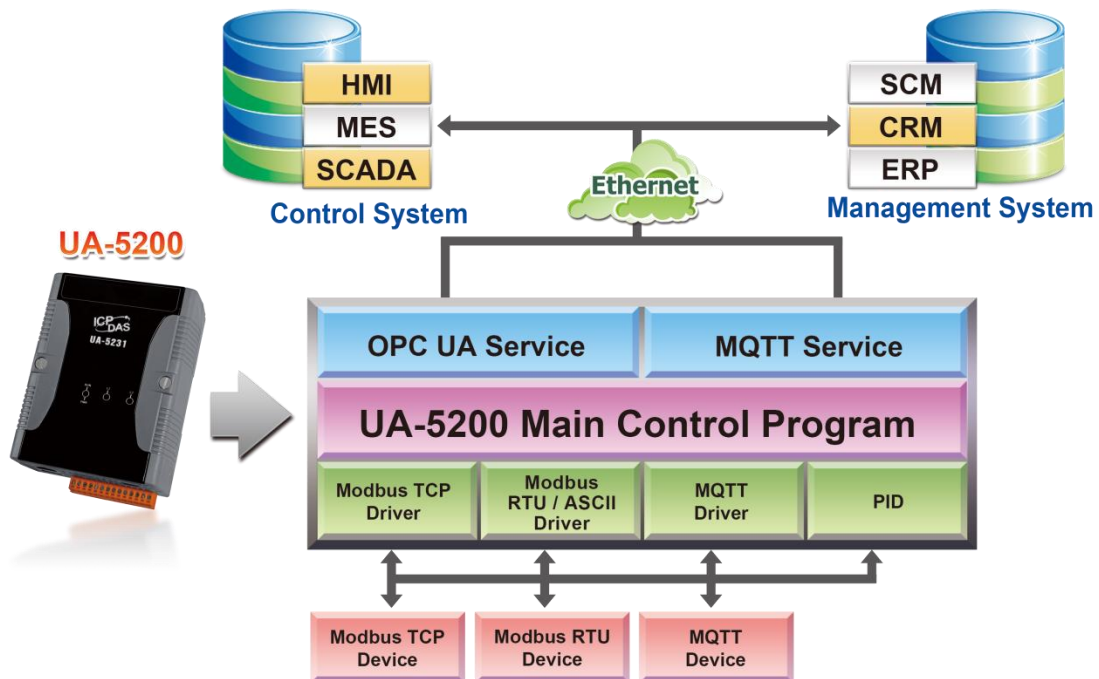 HMI
MES
SCADA
Control System
SCM
CRM
ERP
Management System
Ethernet
UA-5200
ICP
DAS
UA-5231
OPC UA Service
MQTT Service
UA-5200 Main Control Program
Modbus TCP
Driver
Modbus
RTU / ASCII
Driver
MQTT
Driver
PID
Modbus TCP
Device
Modbus RTU
Device
MQTT
Device